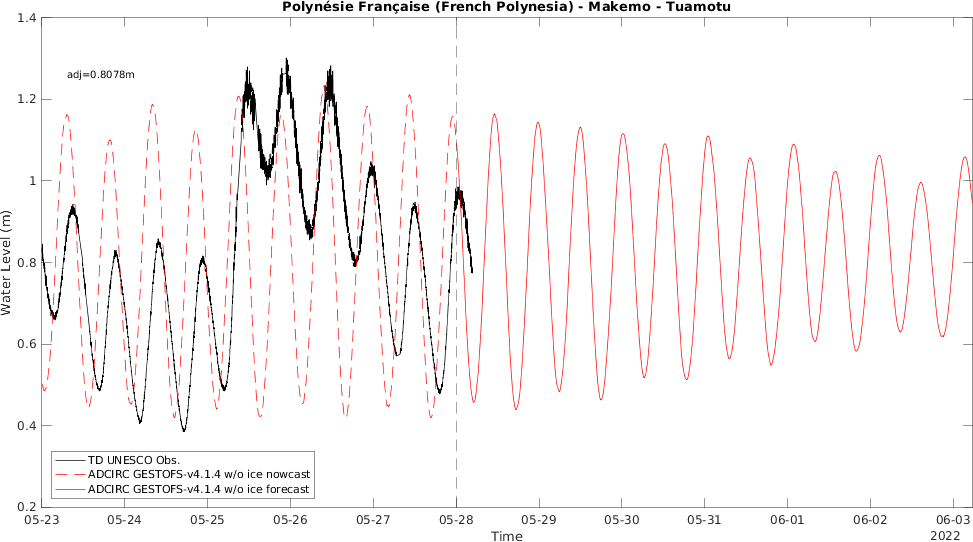 Polynésie Française (French Polynesia) - Makemo - Tuamotu
1.4
1.2
1
0.8
0.6
0.4
0.2
Water Level (m)
adj=0.8078m
TD UNESCO Obs.
ADCIRC GESTOFS-v4.1.4 w/o ice nowcast
ADCIRC GESTOFS-v4.1.4 w/o ice forecast
05-23 05-24 05-25 05-26 05-27 05-28 05-29 05-30 05-31 06-01 06-02 06-03
Time
2022